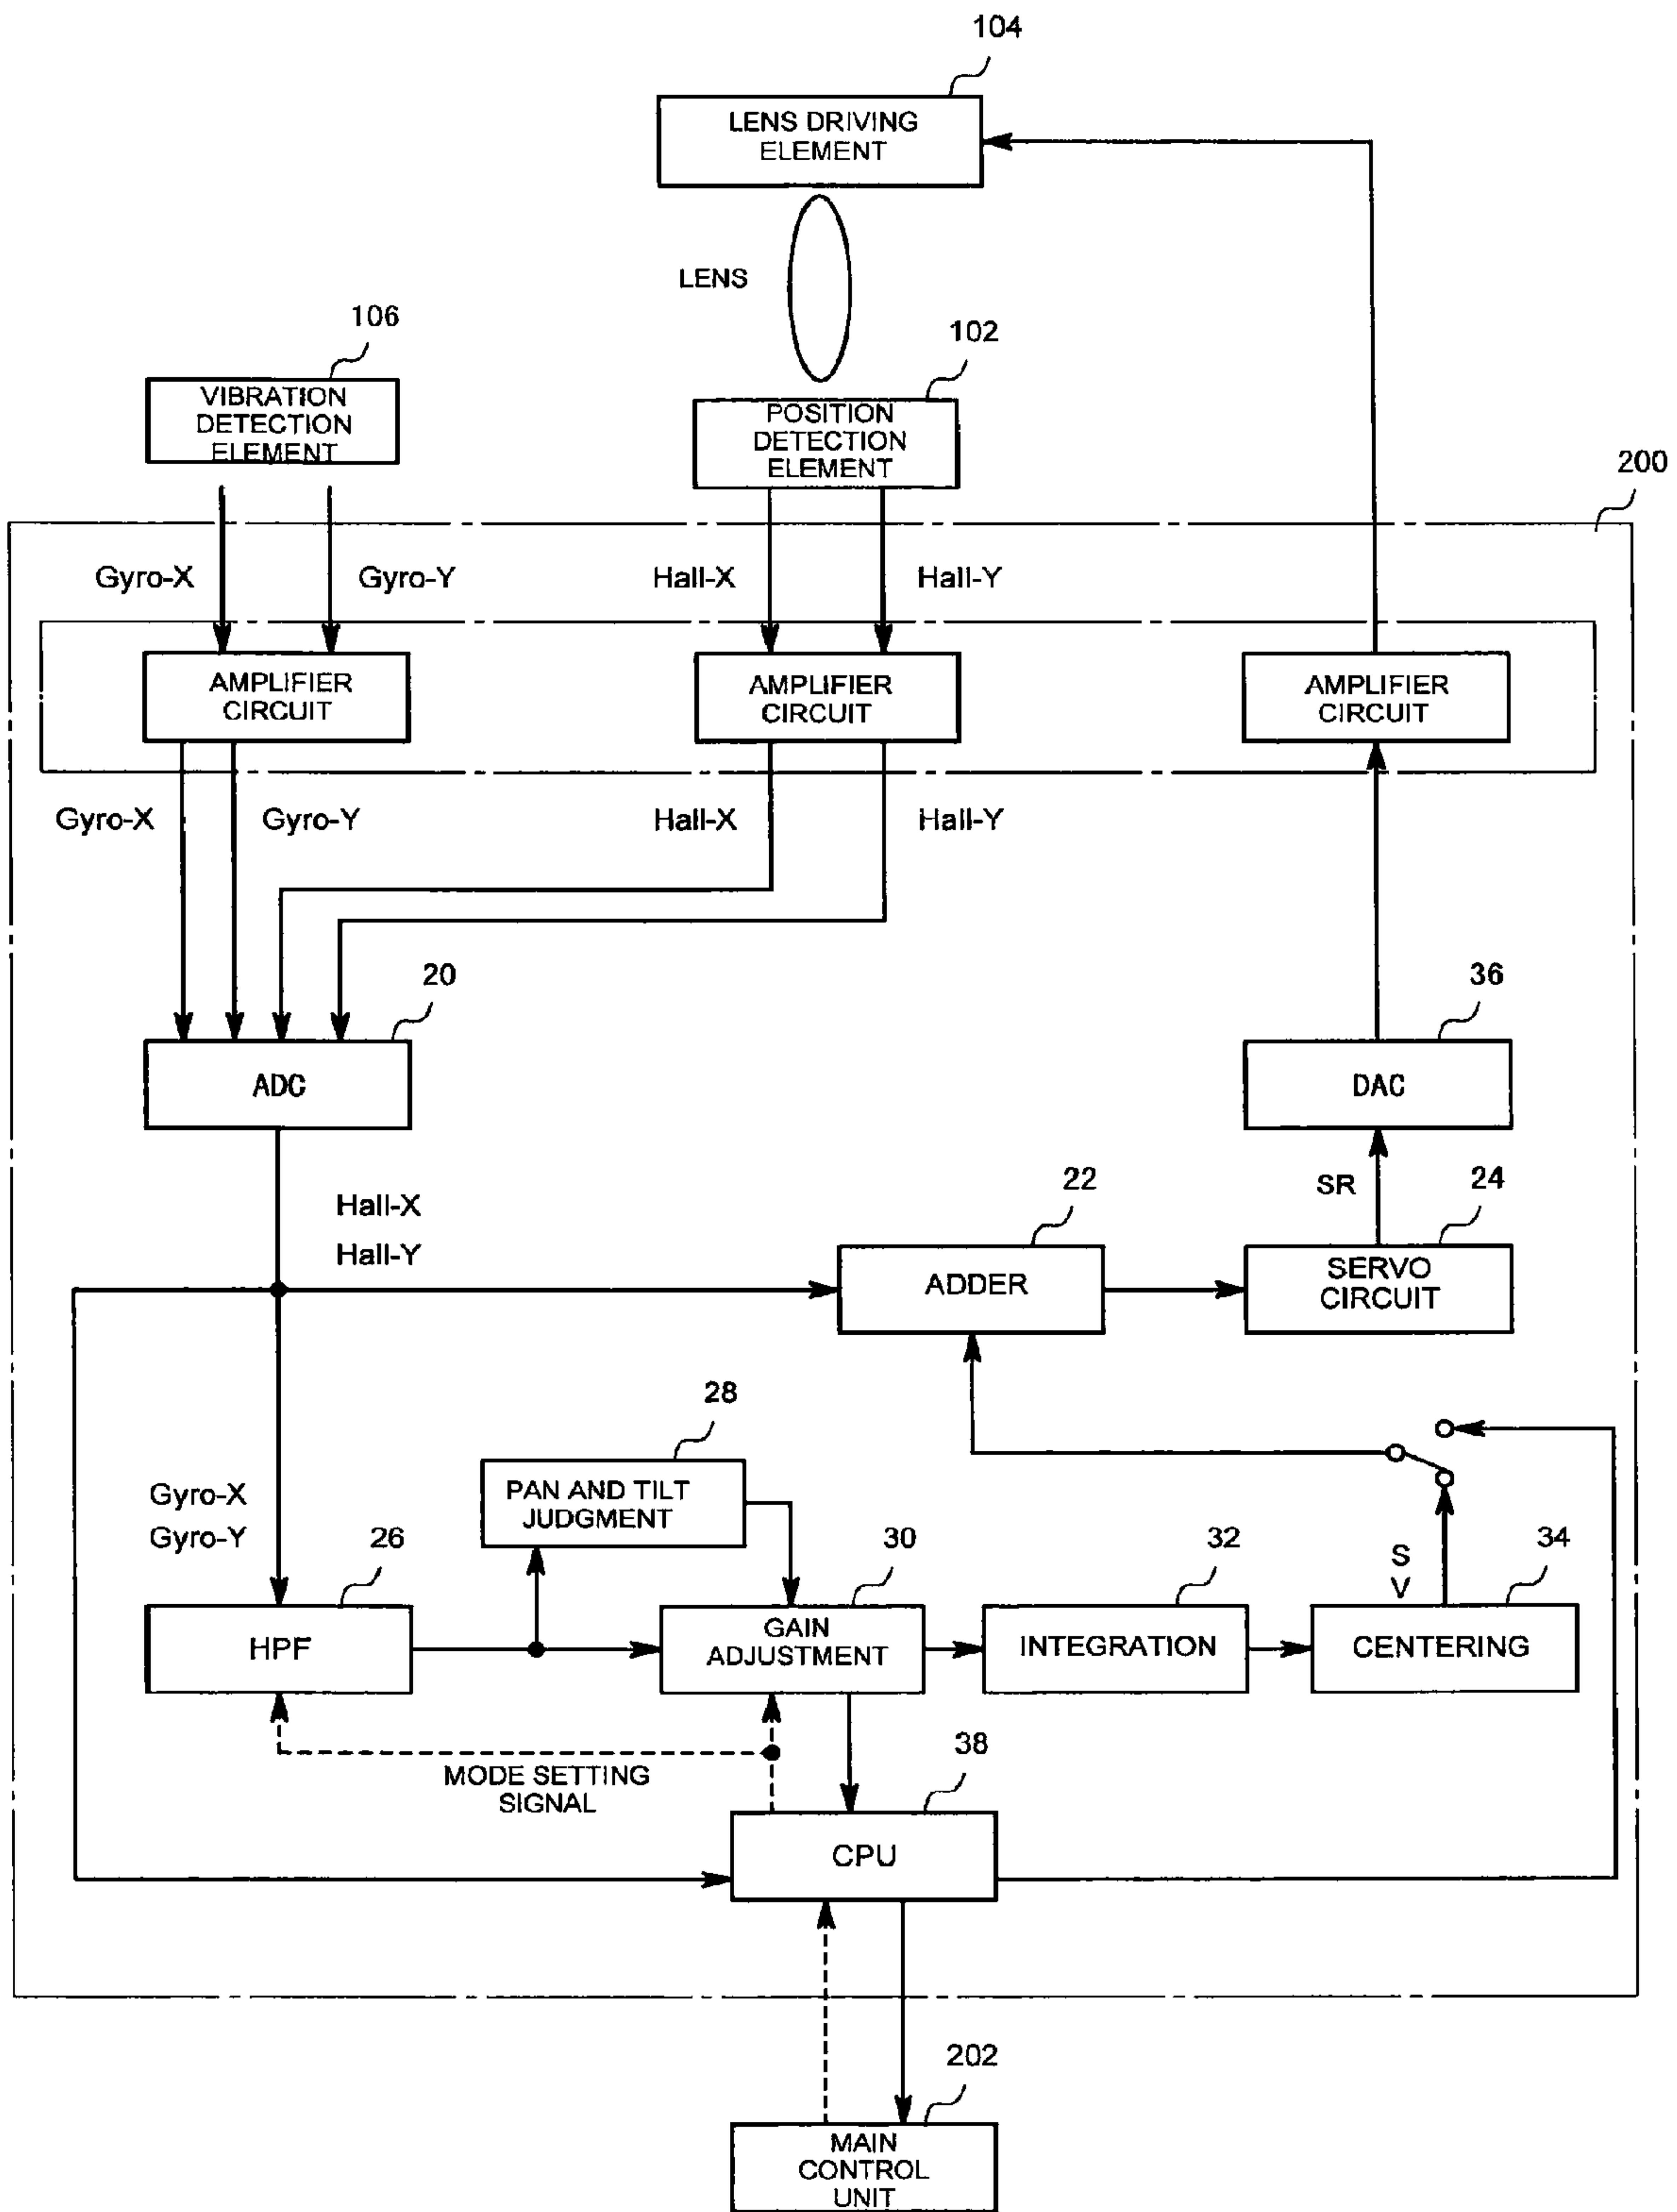 104
LENS DRIVING
ELEMENT
LENS
106
102
VIBRATION
DETECTION
ELEMENT
POSITION
DETECTION
ELEMENT
200
Gyro-X
Gyro-Y
Hall-X
Hall-Y
AMPLIFIER
CIRCUIT
AMPLIFIER
CIRCUIT
AMPLIFIER
CIRCUIT
Gyro-X
Gyro-Y
Hall-X
Hall-Y
20
36
ADC
DAC
Hall-X
Hall-Y
22
SR
24
ADDER
SERVO
CIRCUIT
28
PAN AND TILT
JUDGMENT
Gyro-X
Gyro-Y
26
30
32
S
V
34
HPF
GAIN
ADJUSTMENT
INTEGRATION
CENTERING
MODE SETTING
SIGNAL
38
CPU
202
MAIN
CONTROL
UNIT